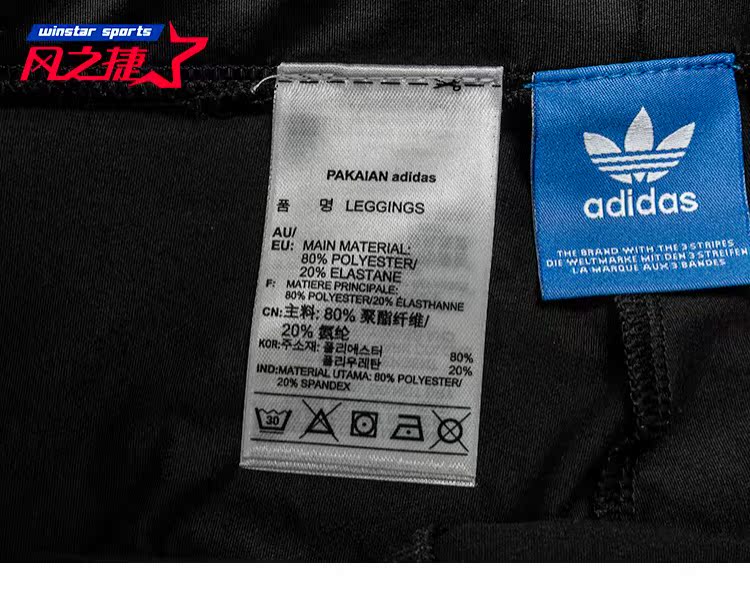 winstar sports
风之捷
PAKAIAN adidas
품 명 LEGGINGS
AU/
EU: MAIN MATERIAL:
80% POLYESTER/
20% ELASTANE
F: MATIERE PRINCIPALE:
80% POLYESTER/20% ÉLASTHANNE
CN:主料: 80% 聚酯纤维/
20% 氨纶
KOR:주소재: 폴리에스터 80%
폴리우레탄 20%
IND:MATERIAL UTAMA: 80% POLYESTER/
20% SPANDEX
30
adidas
THE BRAND WITH THE 3 STRIPES
DIE WELTMARKE MIT DEN 3 STREIFEN
LA MARQUE AUX 3 BANDES